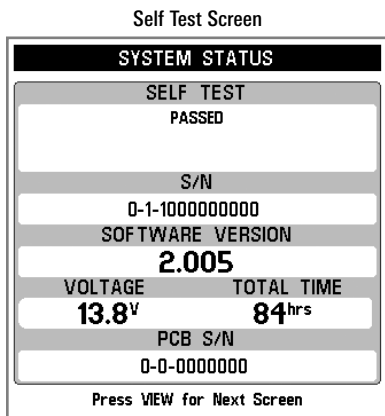 Self Test Screen
SYSTEM STATUS
SELF TEST
PASSED
S/N
0-1-1000000000
SOFTWARE VERSION
2.005
VOLTAGE TOTAL TIME
13.8V 84hrs
PCB S/N
0-0-0000000
Press VIEW for Next Screen